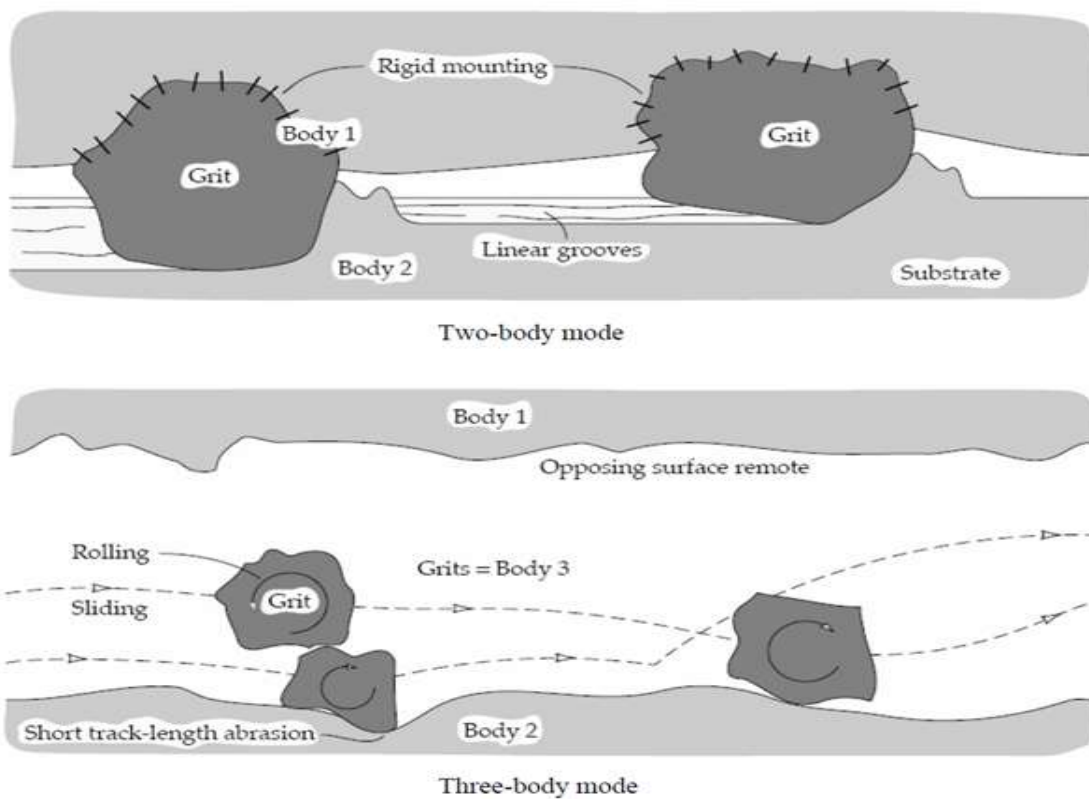 Rigid mounting
Body 1
Grit
Grit
Linear grooves
Body 2
Substrate
Two-body mode
Body 1
Opposing surface remote
Rolling
Grits = Body 3
Grit
Sliding
Short track-length abrasion
Body 2
Three-body mode